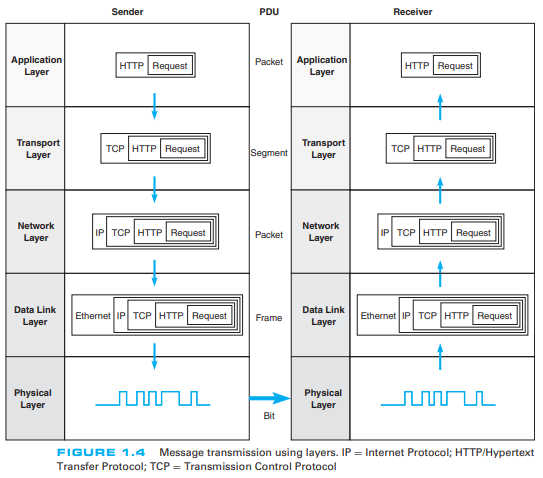 Sender PDU Receiver
Application Layer HTTP Request Packet Application Layer HTTP Request
Transport Layer TCP HTTP Request Segment Transport Layer TCP HTTP Request
Network Layer IP TCP HTTP Request Packet Network Layer IP TCP HTTP Request
Data Link Layer Ethernet IP TCP HTTP Request Frame Data Link Layer Ethernet IP TCP HTTP Request
Physical Layer Bit Physical Layer
FIGURE 1.4 Message transmission using layers. IP = Internet Protocol; HTTP/Hypertext
Transfer Protocol; TCP = Transmission Control Protocol